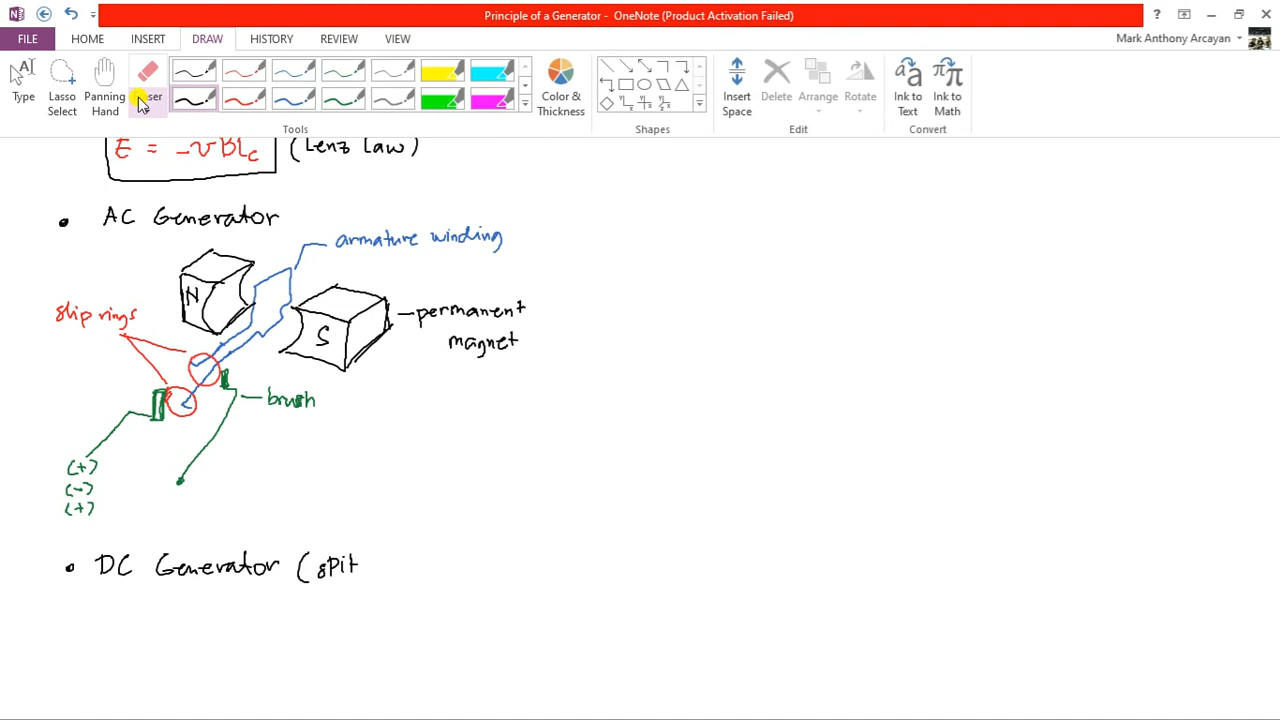 Principle of a Generator - OneNote (Product Activation Failed)
?
FILE HOME INSERT DRAW HISTORY REVIEW VIEW
Mark Anthony Arcayan
Type
Lasso Select
Panning Hand
ser
Color & Thickness
Insert Space
Delete
Arrange
Rotate
Ink to Text
Ink to Math
Tools
Shapes
Edit
Convert
E = -vBlc (Lenz Law)
• AC Generator
armature winding
N
slip rings
permanent magnet
S
brush
(+)
(-)
(+)
• DC Generator (spit